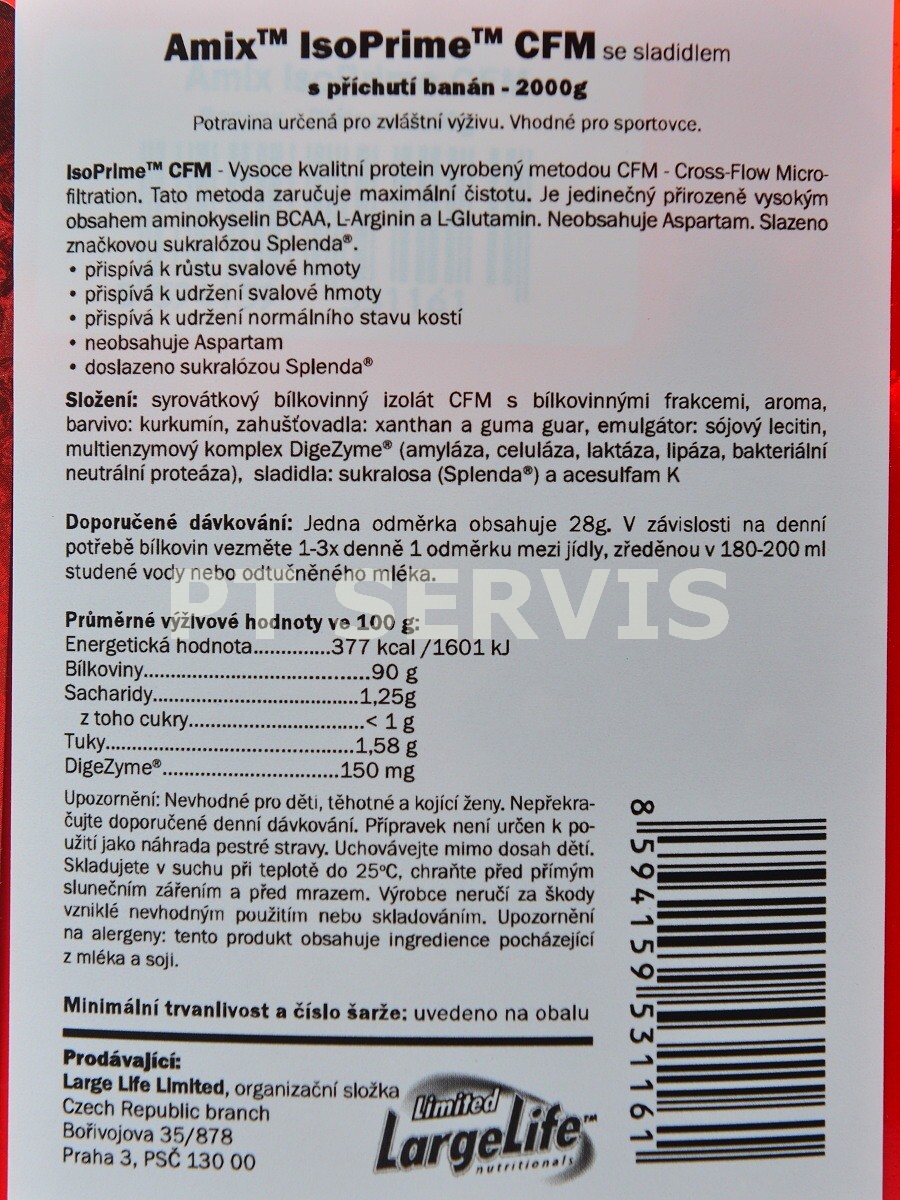 Amix™ IsoPrime™ CFM se sladidlem
s příchutí banán - 2000g
Potravina určená pro zvláštní výživu. Vhodné pro sportovce.
IsoPrime™ CFM - Vysoce kvalitní protein vyrobený metodou CFM - Cross-Flow Micro-
filtration. Tato metoda zaručuje maximální čistotu. Je jedinečný přirozeně vysokým
obsahem aminokyselin BCAA, L-Arginin a L-Glutamin. Neobsahuje Aspartam. Slazeno
značkovou sukralózou Splenda®.
• přispívá k růstu svalové hmoty
• přispívá k udržení svalové hmoty
• přispívá k udržení normálního stavu kostí
• neobsahuje Aspartam
• doslazeno sukralózou Splenda®
Složení: syrovátkový bílkovinný izolát CFM s bílkovinnými frakcemi, aroma,
barvivo: kurkumín, zahušťovadla: xanthan a guma guar, emulgátor: sójový lecitin,
multienzymový komplex DigeZyme® (amyláza, celuláza, laktáza, lipáza, bakteriální
neutrální proteáza), sladidla: sukralosa (Splenda®) a acesulfam K
Doporučené dávkování: Jedna odměrka obsahuje 28g. V závislosti na denní
potřebě bílkovin vezměte 1-3x denně 1 odměrku mezi jídly, zředěnou v 180-200 ml
studené vody nebo odtučněného mléka.
PT SERVIS
Průměrné výživové hodnoty ve 100 g:
Energetická hodnota.............377 kcal /1601 kJ
Bílkoviny......................................90 g
Sacharidy..................................1,25g
z toho cukry.............................< 1 g
Tuky.........................................1,58 g
DigeZyme®..............................150 mg
Upozornění: Nevhodné pro děti, těhotné a kojící ženy. Nepřekra-
čujte doporučené denní dávkování. Přípravek není určen k po-
užití jako náhrada pestré stravy. Uchovávejte mimo dosah dětí.
Skladujete v suchu při teplotě do 25ºC, chraňte před přímým
slunečním zářením a před mrazem. Výrobce neručí za škody
vzniklé nevhodným použitím nebo skladováním. Upozornění
na alergeny: tento produkt obsahuje ingredience pocházející
z mléka a soji.
8 594159 531161
Minimální trvanlivost a číslo šarže: uvedeno na obalu
Prodávající:
Large Life Limited, organizační složka
Czech Republic branch
Bořivojova 35/878
Praha 3, PSČ 130 00
Limited
LargeLife™
nutritionals